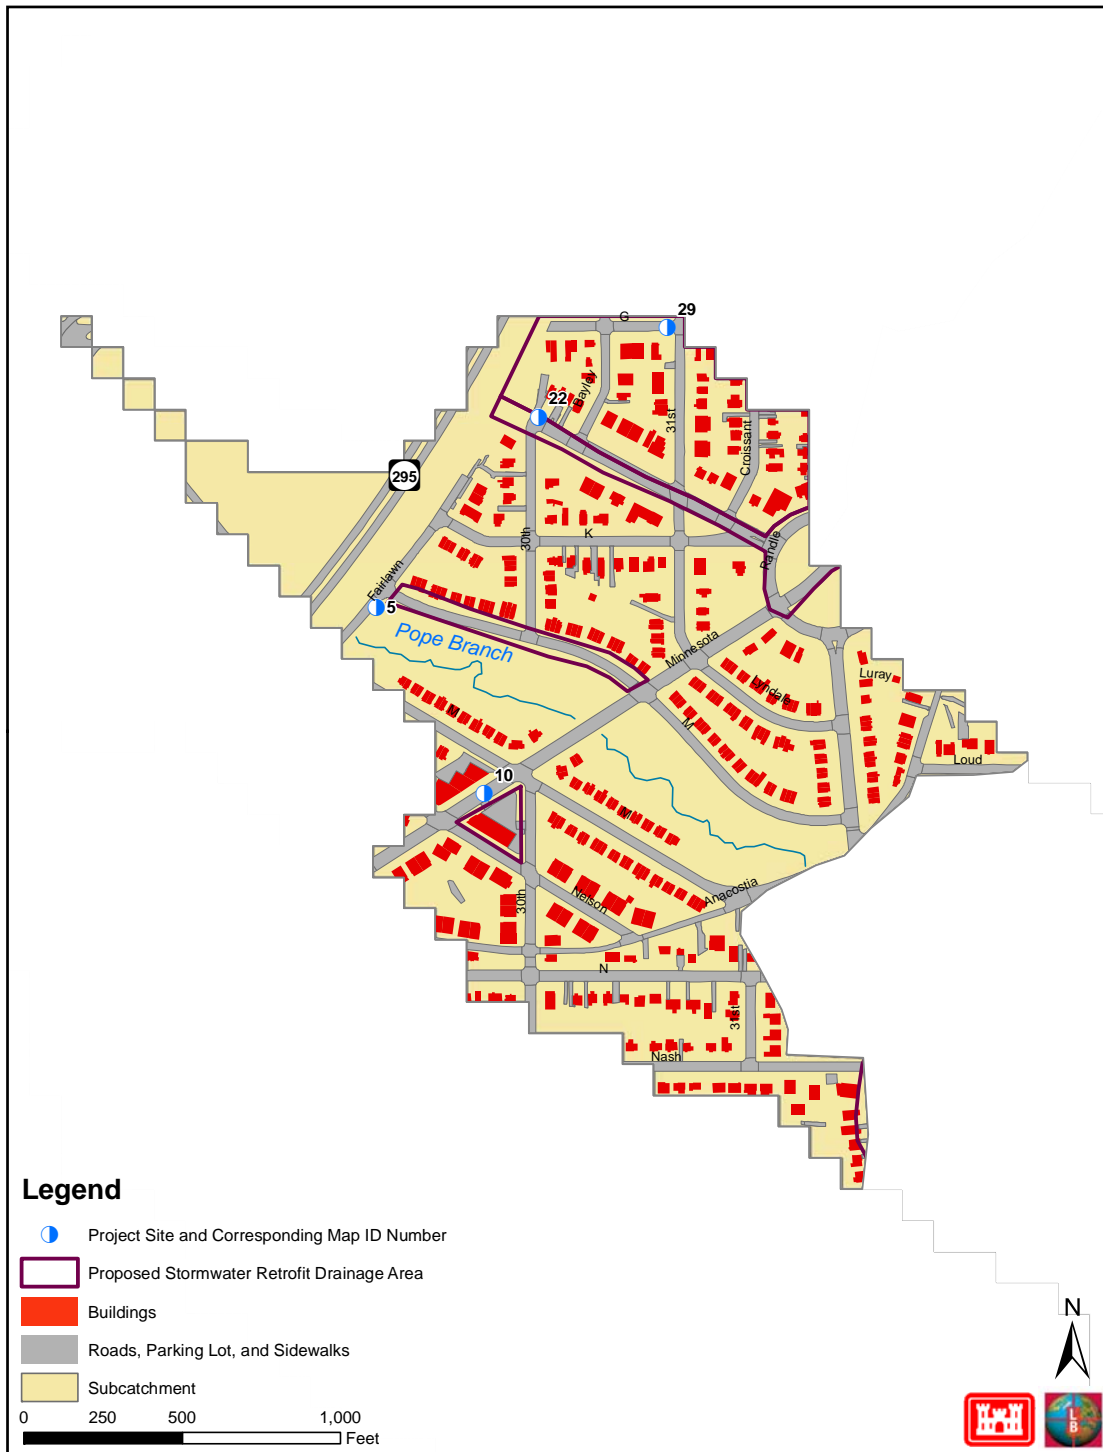 G
29
Bayley
22
31st
Croissant
295
30th
K
Randle
Fairlawn
5
Pope Branch
Minnesota
Lyndale
Luray
M
M
Loud
10
M
Anacostia
Nelson
30th
N
31st
Nash
Legend
Project Site and Corresponding Map ID Number
Proposed Stormwater Retrofit Drainage Area
Buildings
Roads, Parking Lot, and Sidewalks
Subcatchment
0 250 500 1,000
Feet
N
L
B